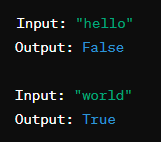 Input: "hello"
Output: False
Input: "world"
Output: True